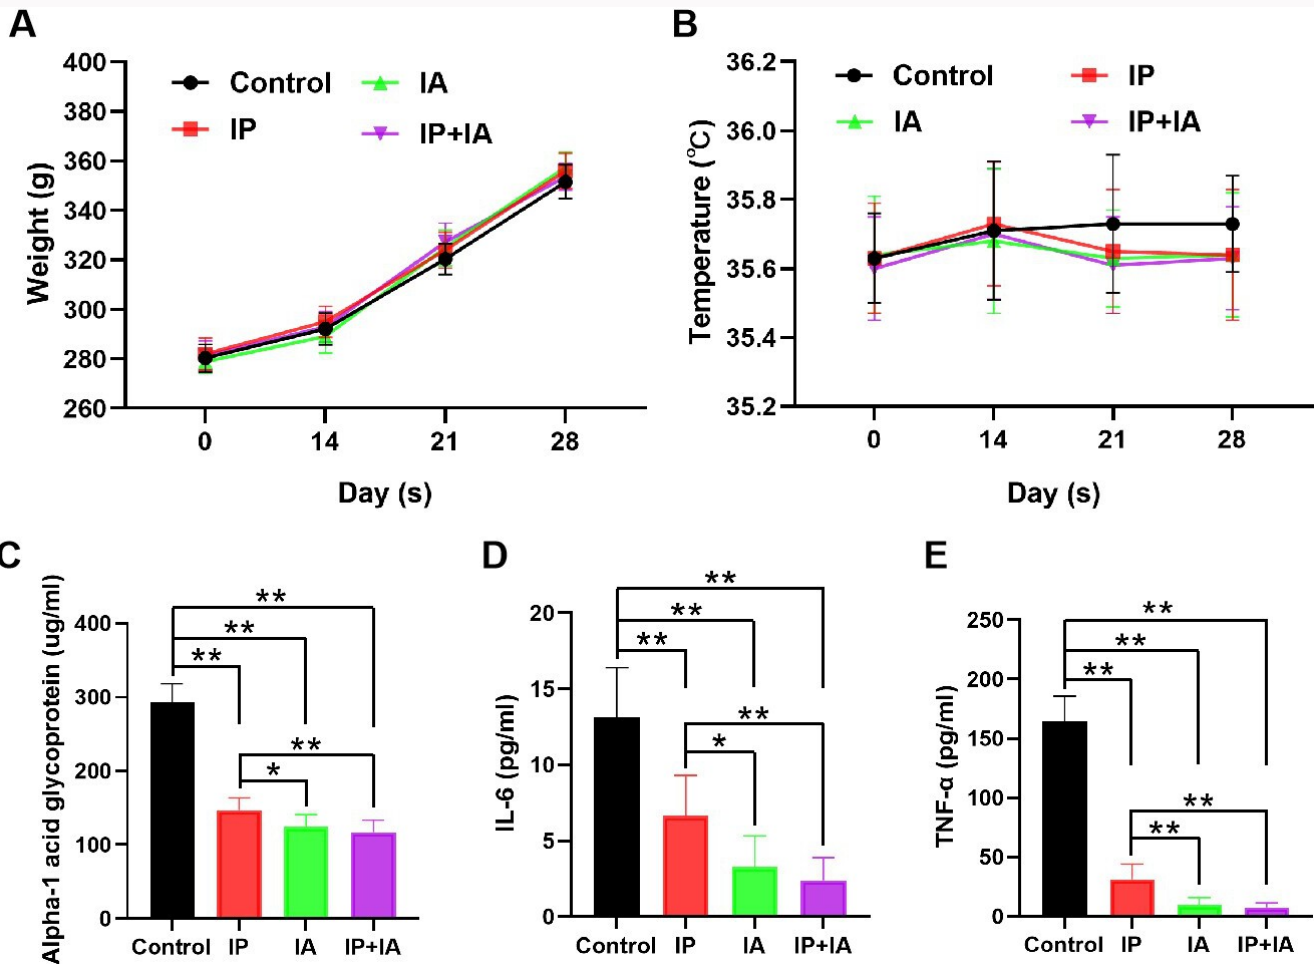 A
B
400
380
360
340
320
300
280
260
Weight (g)
Control
IA
IP
IP+IA
0 14 21 28
Day (s)
36.2
36.0
35.8
35.6
35.4
35.2
Temperature (°C)
Control
IP
IA
IP+IA
0 14 21 28
Day (s)
C
D
E
Alpha-1 acid glycoprotein (ug/ml)
400
300
200
100
0
**
**
**
**
*
Control IP IA IP+IA
IL-6 (pg/ml)
20
15
10
5
0
**
**
**
**
*
Control IP IA IP+IA
TNF-α (pg/ml)
250
200
150
100
50
0
**
**
**
**
**
Control IP IA IP+IA